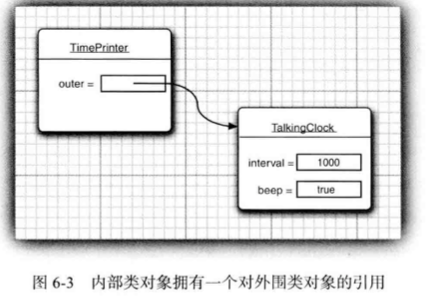 TimePrinter
outer =
TalkingClock
interval = 1000
beep = true
图 6-3 内部类对象拥有一个对外围类对象的引用